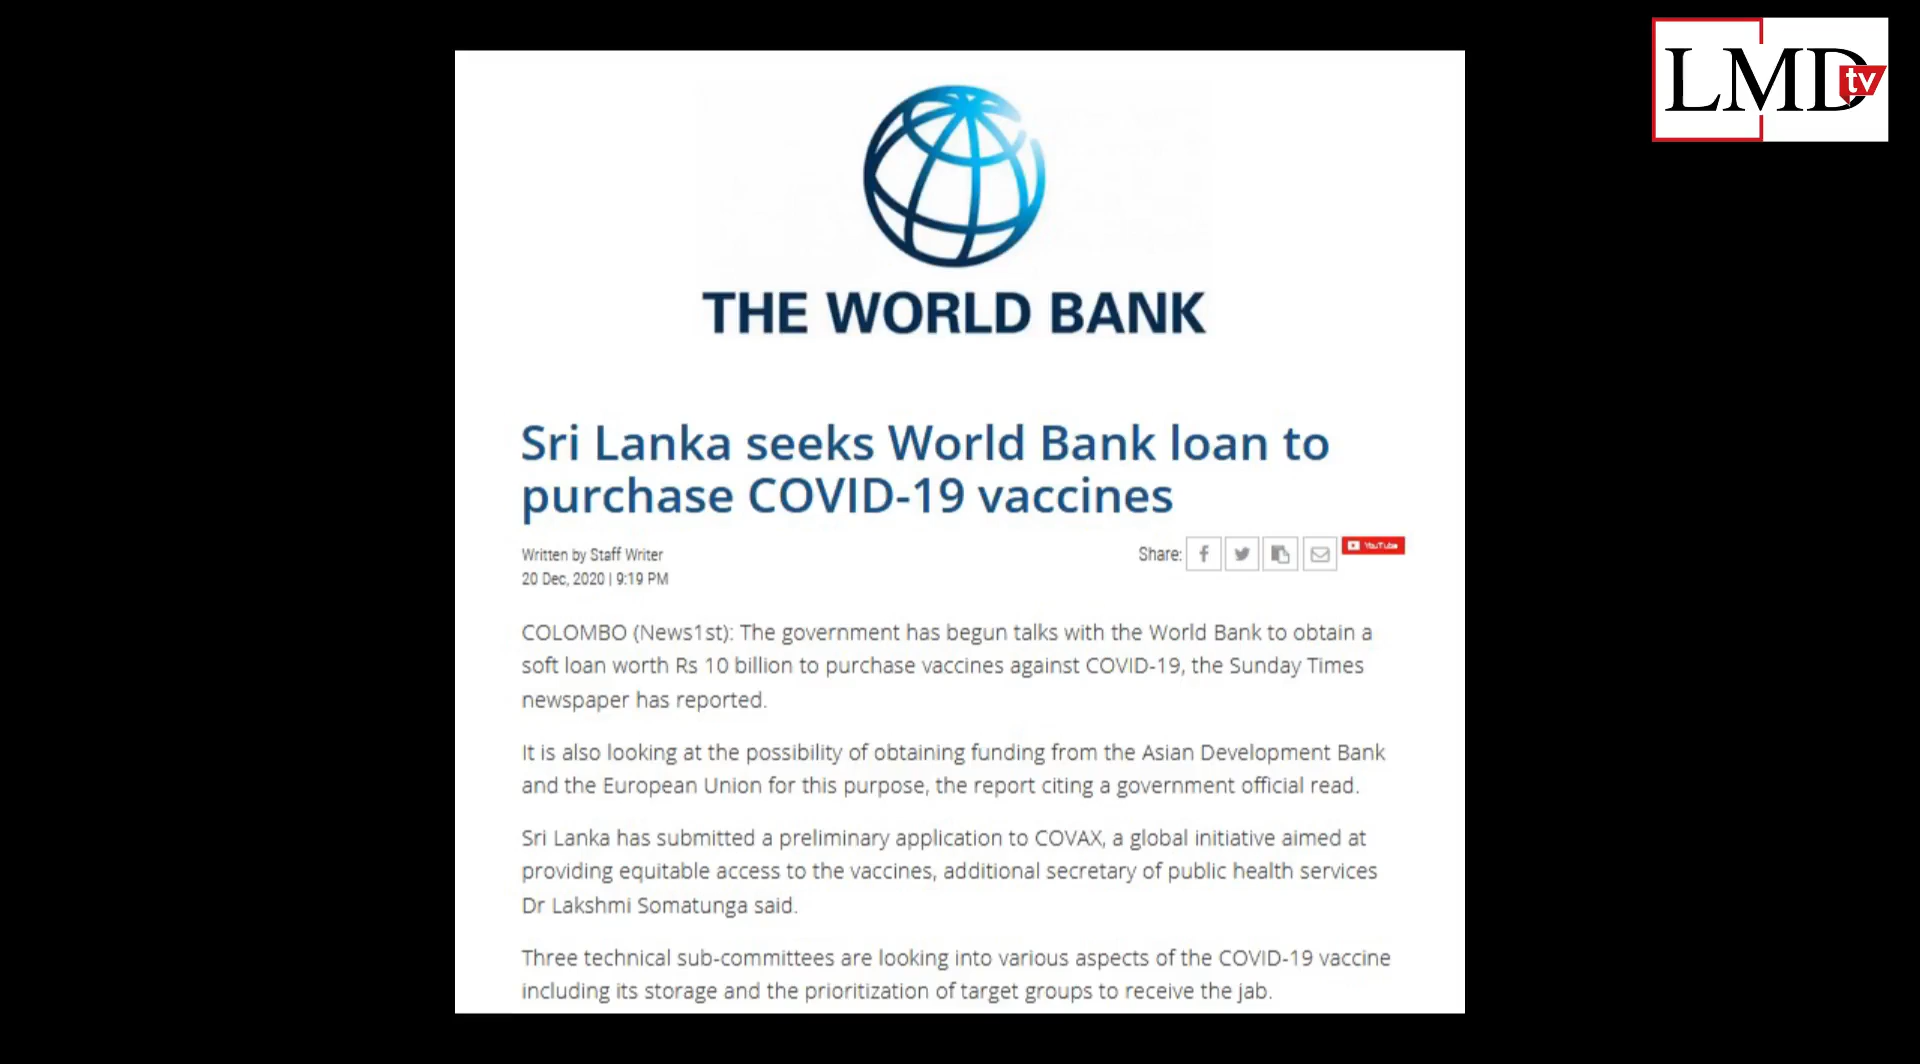 LMD
tv
THE WORLD BANK
Sri Lanka seeks World Bank loan to
purchase COVID-19 vaccines
Written by Staff Writer
20 Dec, 2020 | 9:19 PM
Share:
YouTube
COLOMBO (News1st): The government has begun talks with the World Bank to obtain a
soft loan worth Rs 10 billion to purchase vaccines against COVID-19, the Sunday Times
newspaper has reported.
It is also looking at the possibility of obtaining funding from the Asian Development Bank
and the European Union for this purpose, the report citing a government official read.
Sri Lanka has submitted a preliminary application to COVAX, a global initiative aimed at
providing equitable access to the vaccines, additional secretary of public health services
Dr Lakshmi Somatunga said.
Three technical sub-committees are looking into various aspects of the COVID-19 vaccine
including its storage and the prioritization of target groups to receive the jab.